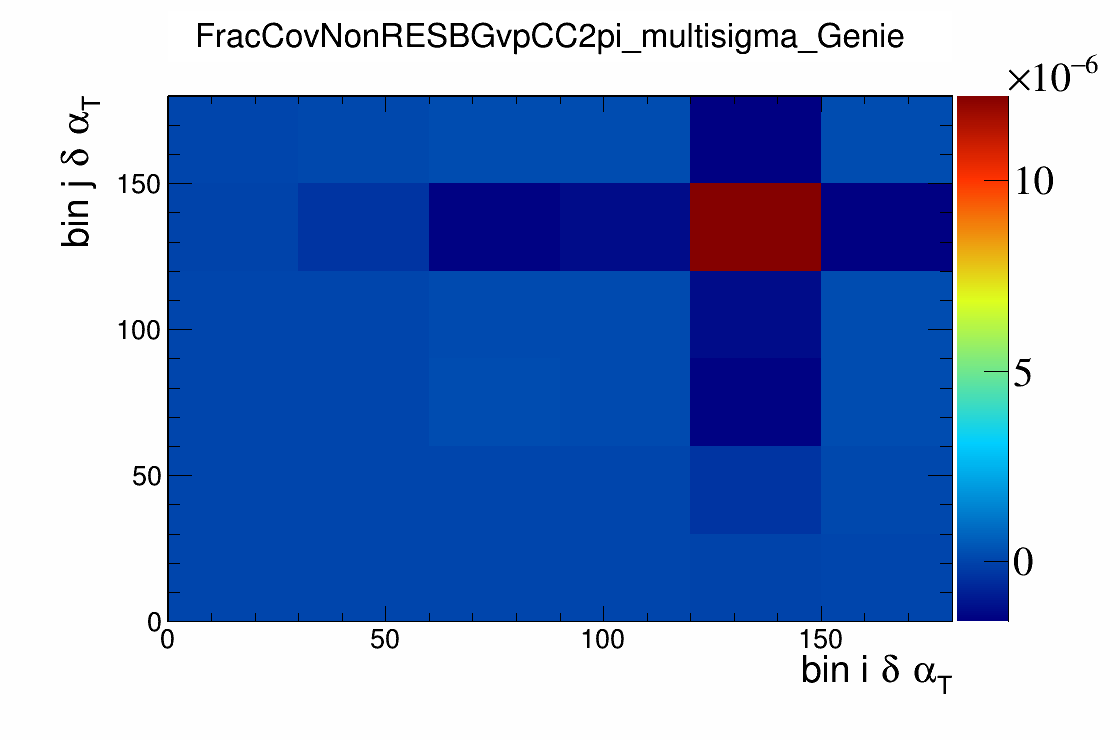 FracCovNonRESBGvpCC2pi_multisigma_Genie
×10⁻⁶
bin j δ α_T
150
100
50
0
0 50 100 150
bin i δ α_T
10
5
0